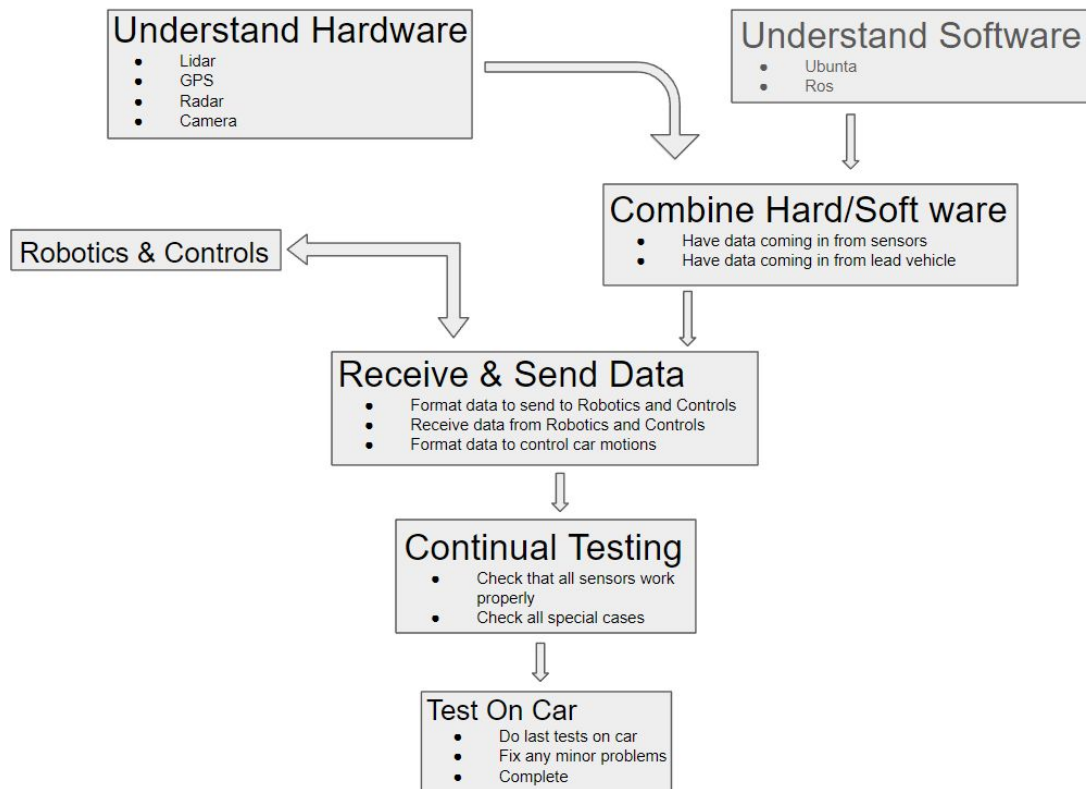 Understand Hardware
● Lidar
● GPS
● Radar
● Camera
Understand Software
● Ubunta
● Ros
Combine Hard/Soft ware
● Have data coming in from sensors
● Have data coming in from lead vehicle
Robotics & Controls
Receive & Send Data
● Format data to send to Robotics and Controls
● Receive data from Robotics and Controls
● Format data to control car motions
Continual Testing
● Check that all sensors work
properly
● Check all special cases
Test On Car
● Do last tests on car
● Fix any minor problems
● Complete